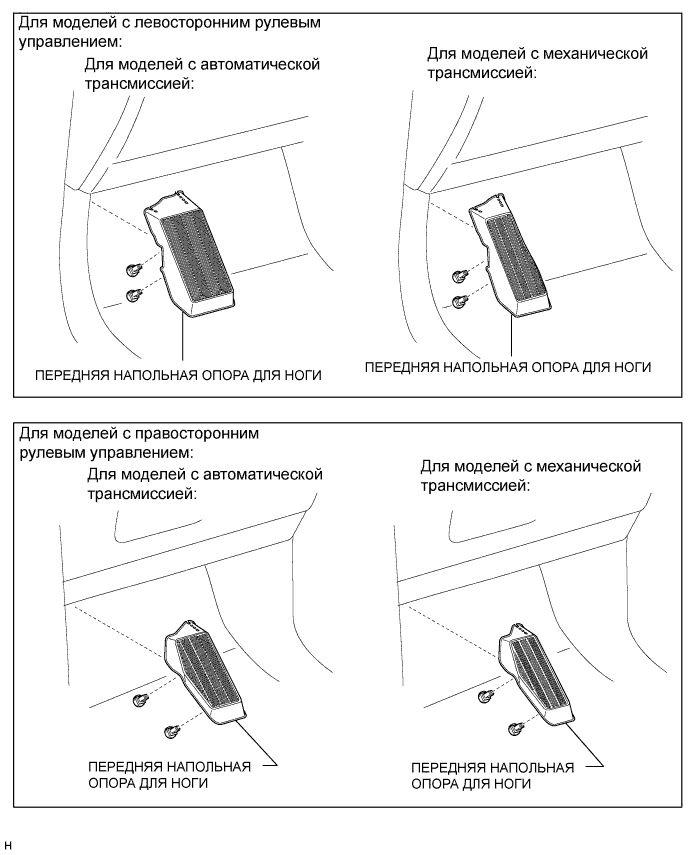 Для моделей с левосторонним рулевым
управлением:
Для моделей с автоматической
трансмиссией:
Для моделей с механической
трансмиссией:
ПЕРЕДНЯЯ НАПОЛЬНАЯ ОПОРА ДЛЯ НОГИ
ПЕРЕДНЯЯ НАПОЛЬНАЯ ОПОРА ДЛЯ НОГИ
Для моделей с правосторонним
рулевым управлением:
Для моделей с автоматической
трансмиссией:
Для моделей с механической
трансмиссией:
ПЕРЕДНЯЯ НАПОЛЬНАЯ
ОПОРА ДЛЯ НОГИ
ПЕРЕДНЯЯ НАПОЛЬНАЯ
ОПОРА ДЛЯ НОГИ
H